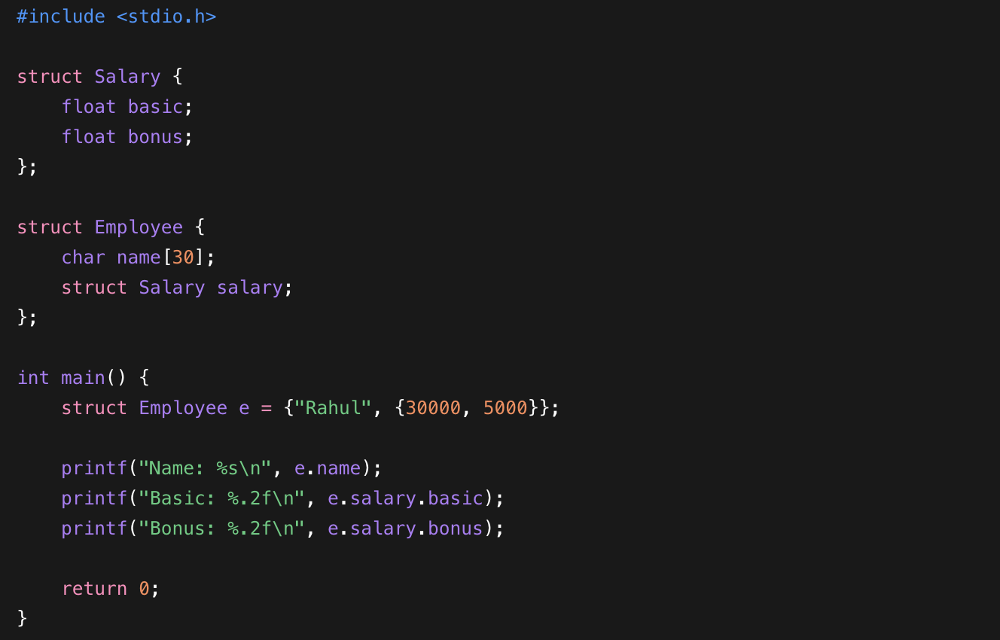 #include <stdio.h>

struct Salary {
    float basic;
    float bonus;
};

struct Employee {
    char name[30];
    struct Salary salary;
};

int main() {
    struct Employee e = {"Rahul", {30000, 5000}};

    printf("Name: %s\n", e.name);
    printf("Basic: %.2f\n", e.salary.basic);
    printf("Bonus: %.2f\n", e.salary.bonus);

    return 0;
}